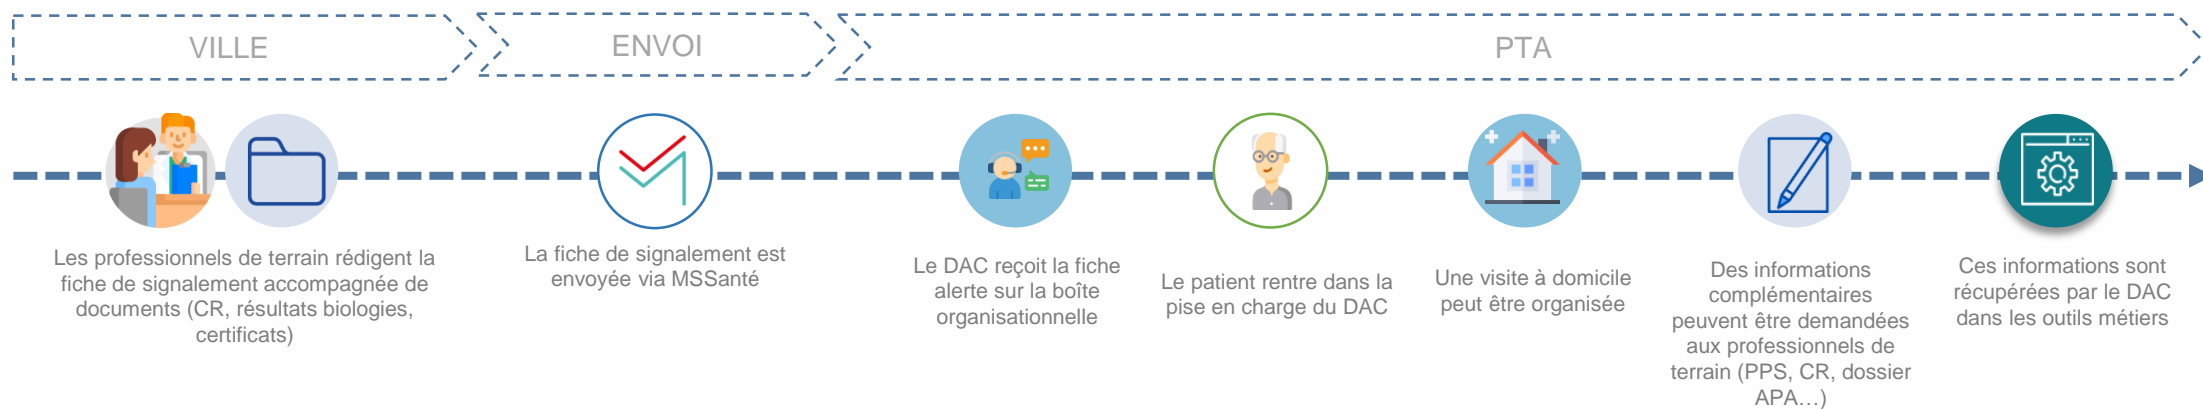 VILLE
ENVOI
PTA
Les professionnels de terrain rédigent la
fiche de signalement accompagnée de
documents (CR, résultats biologies,
certificats)
La fiche de signalement est
envoyée via MSSanté
Le DAC reçoit la fiche
alerte sur la boîte
organisationnelle
Le patient rentre dans la
pise en charge du DAC
Une visite à domicile
peut être organisée
Des informations
complémentaires
peuvent être demandées
aux professionnels de
terrain (PPS, CR, dossier
APA…)
Ces informations sont
récupérées par le DAC
dans les outils métiers